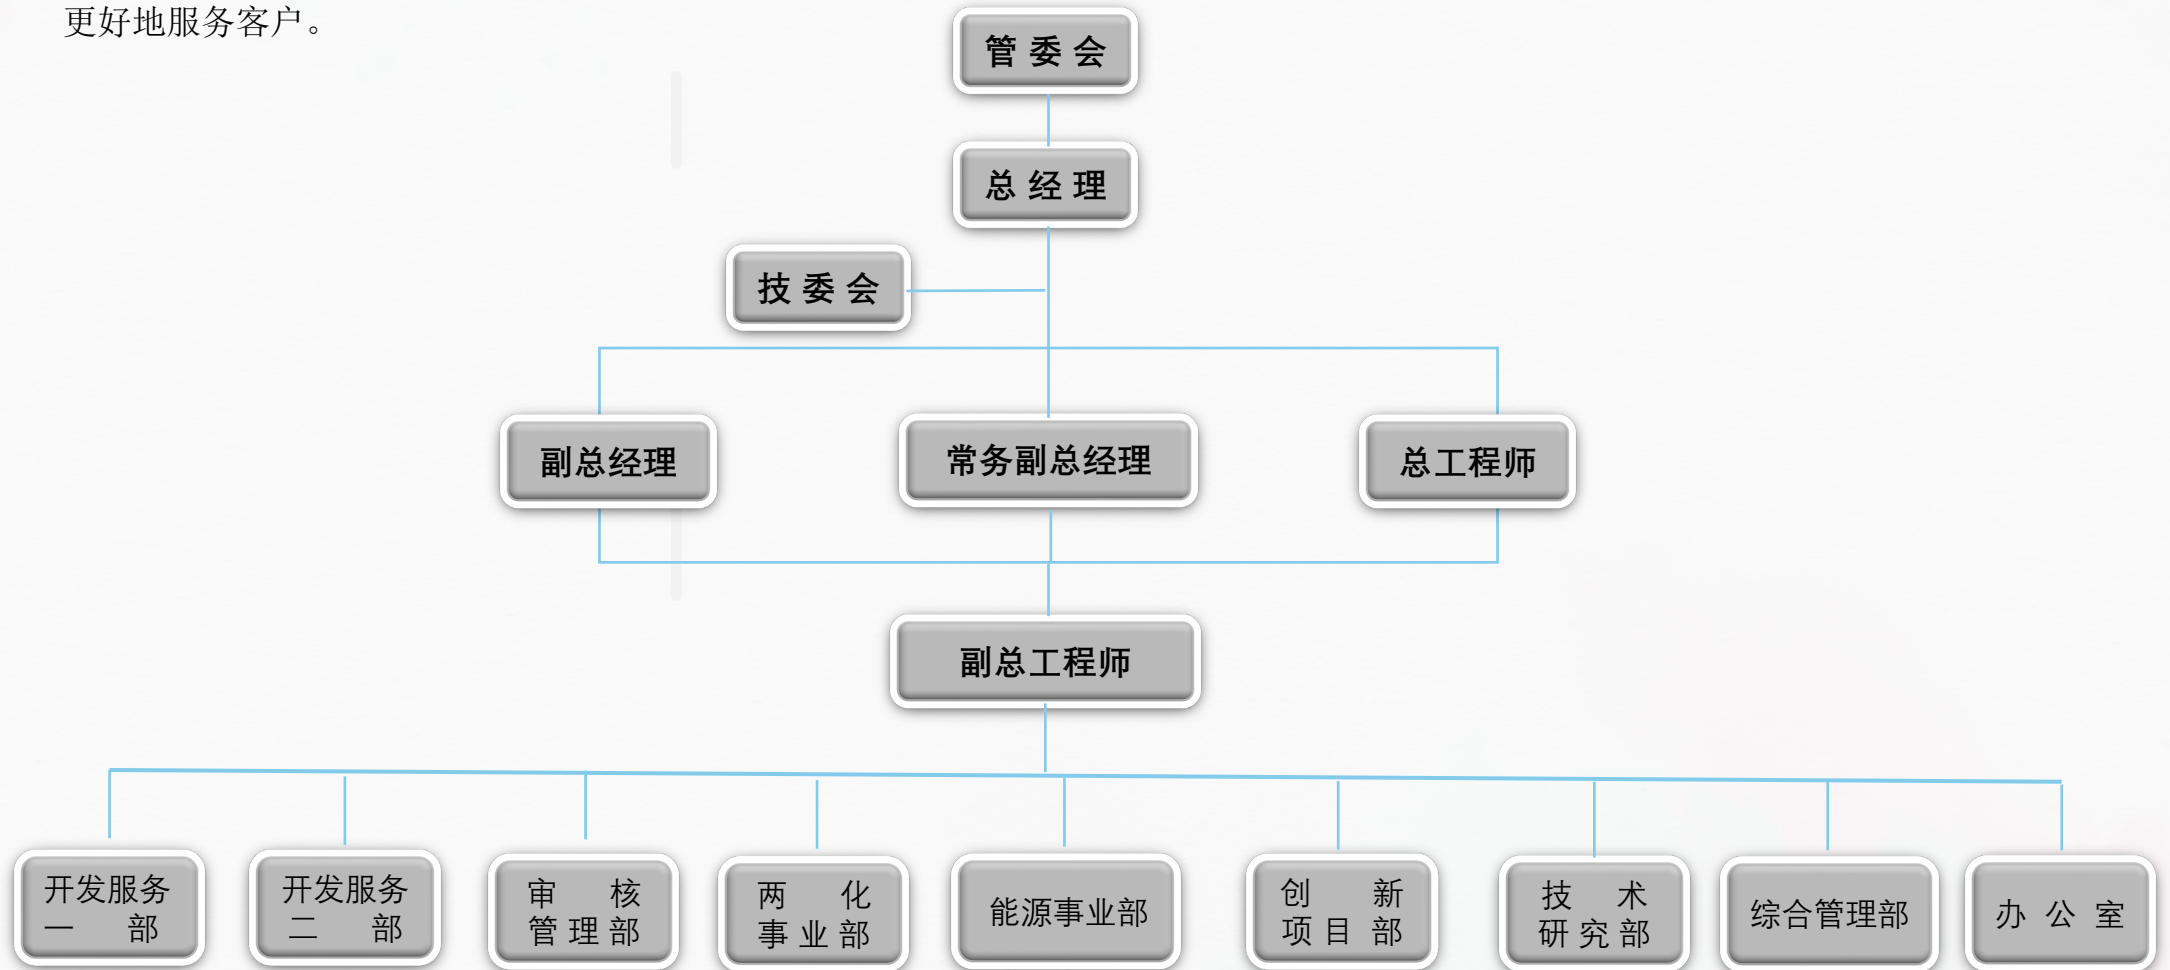 更好地服务客户。
管委会
总经理
技委会
副总经理
常务副总经理
总工程师
副总工程师
开发服务
一部
开发服务
二部
审核
管理部
两化
事业部
能源事业部
创新
项目部
技术
研究部
综合管理部
办公室